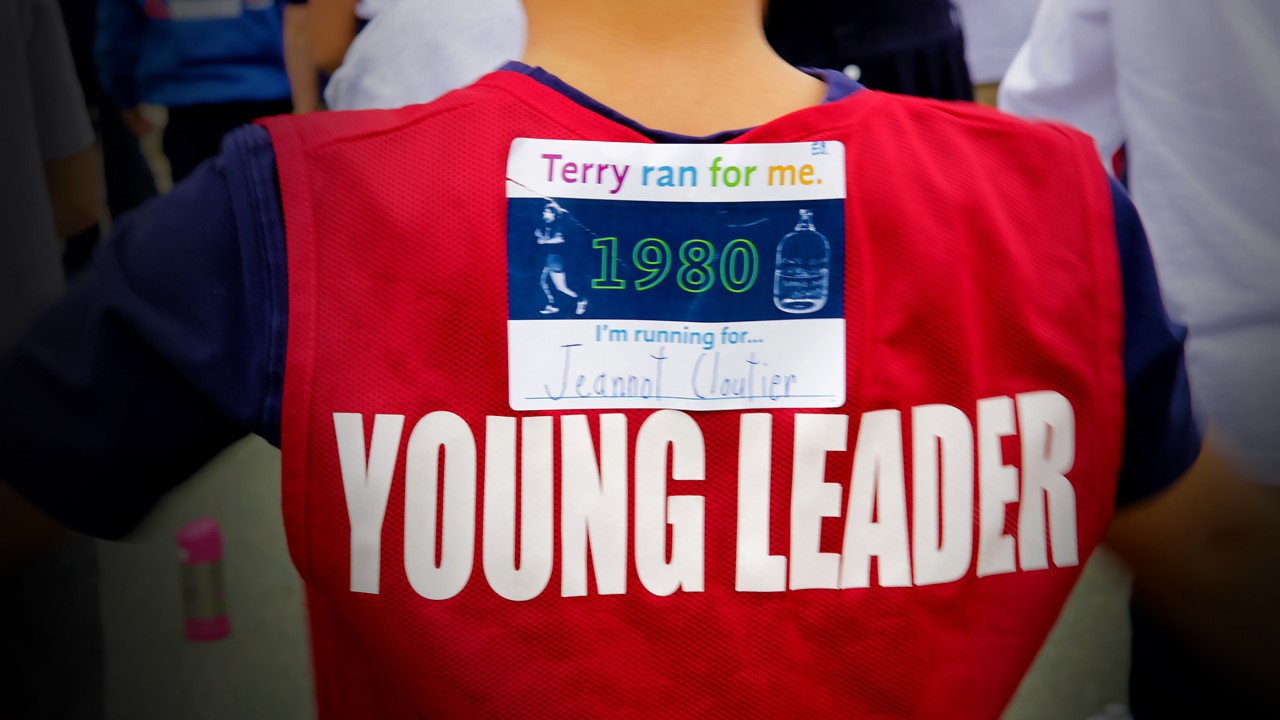 Terry ran for me.
1980
I'm running for...
Jeannot Cloutier
YOUNG LEADER